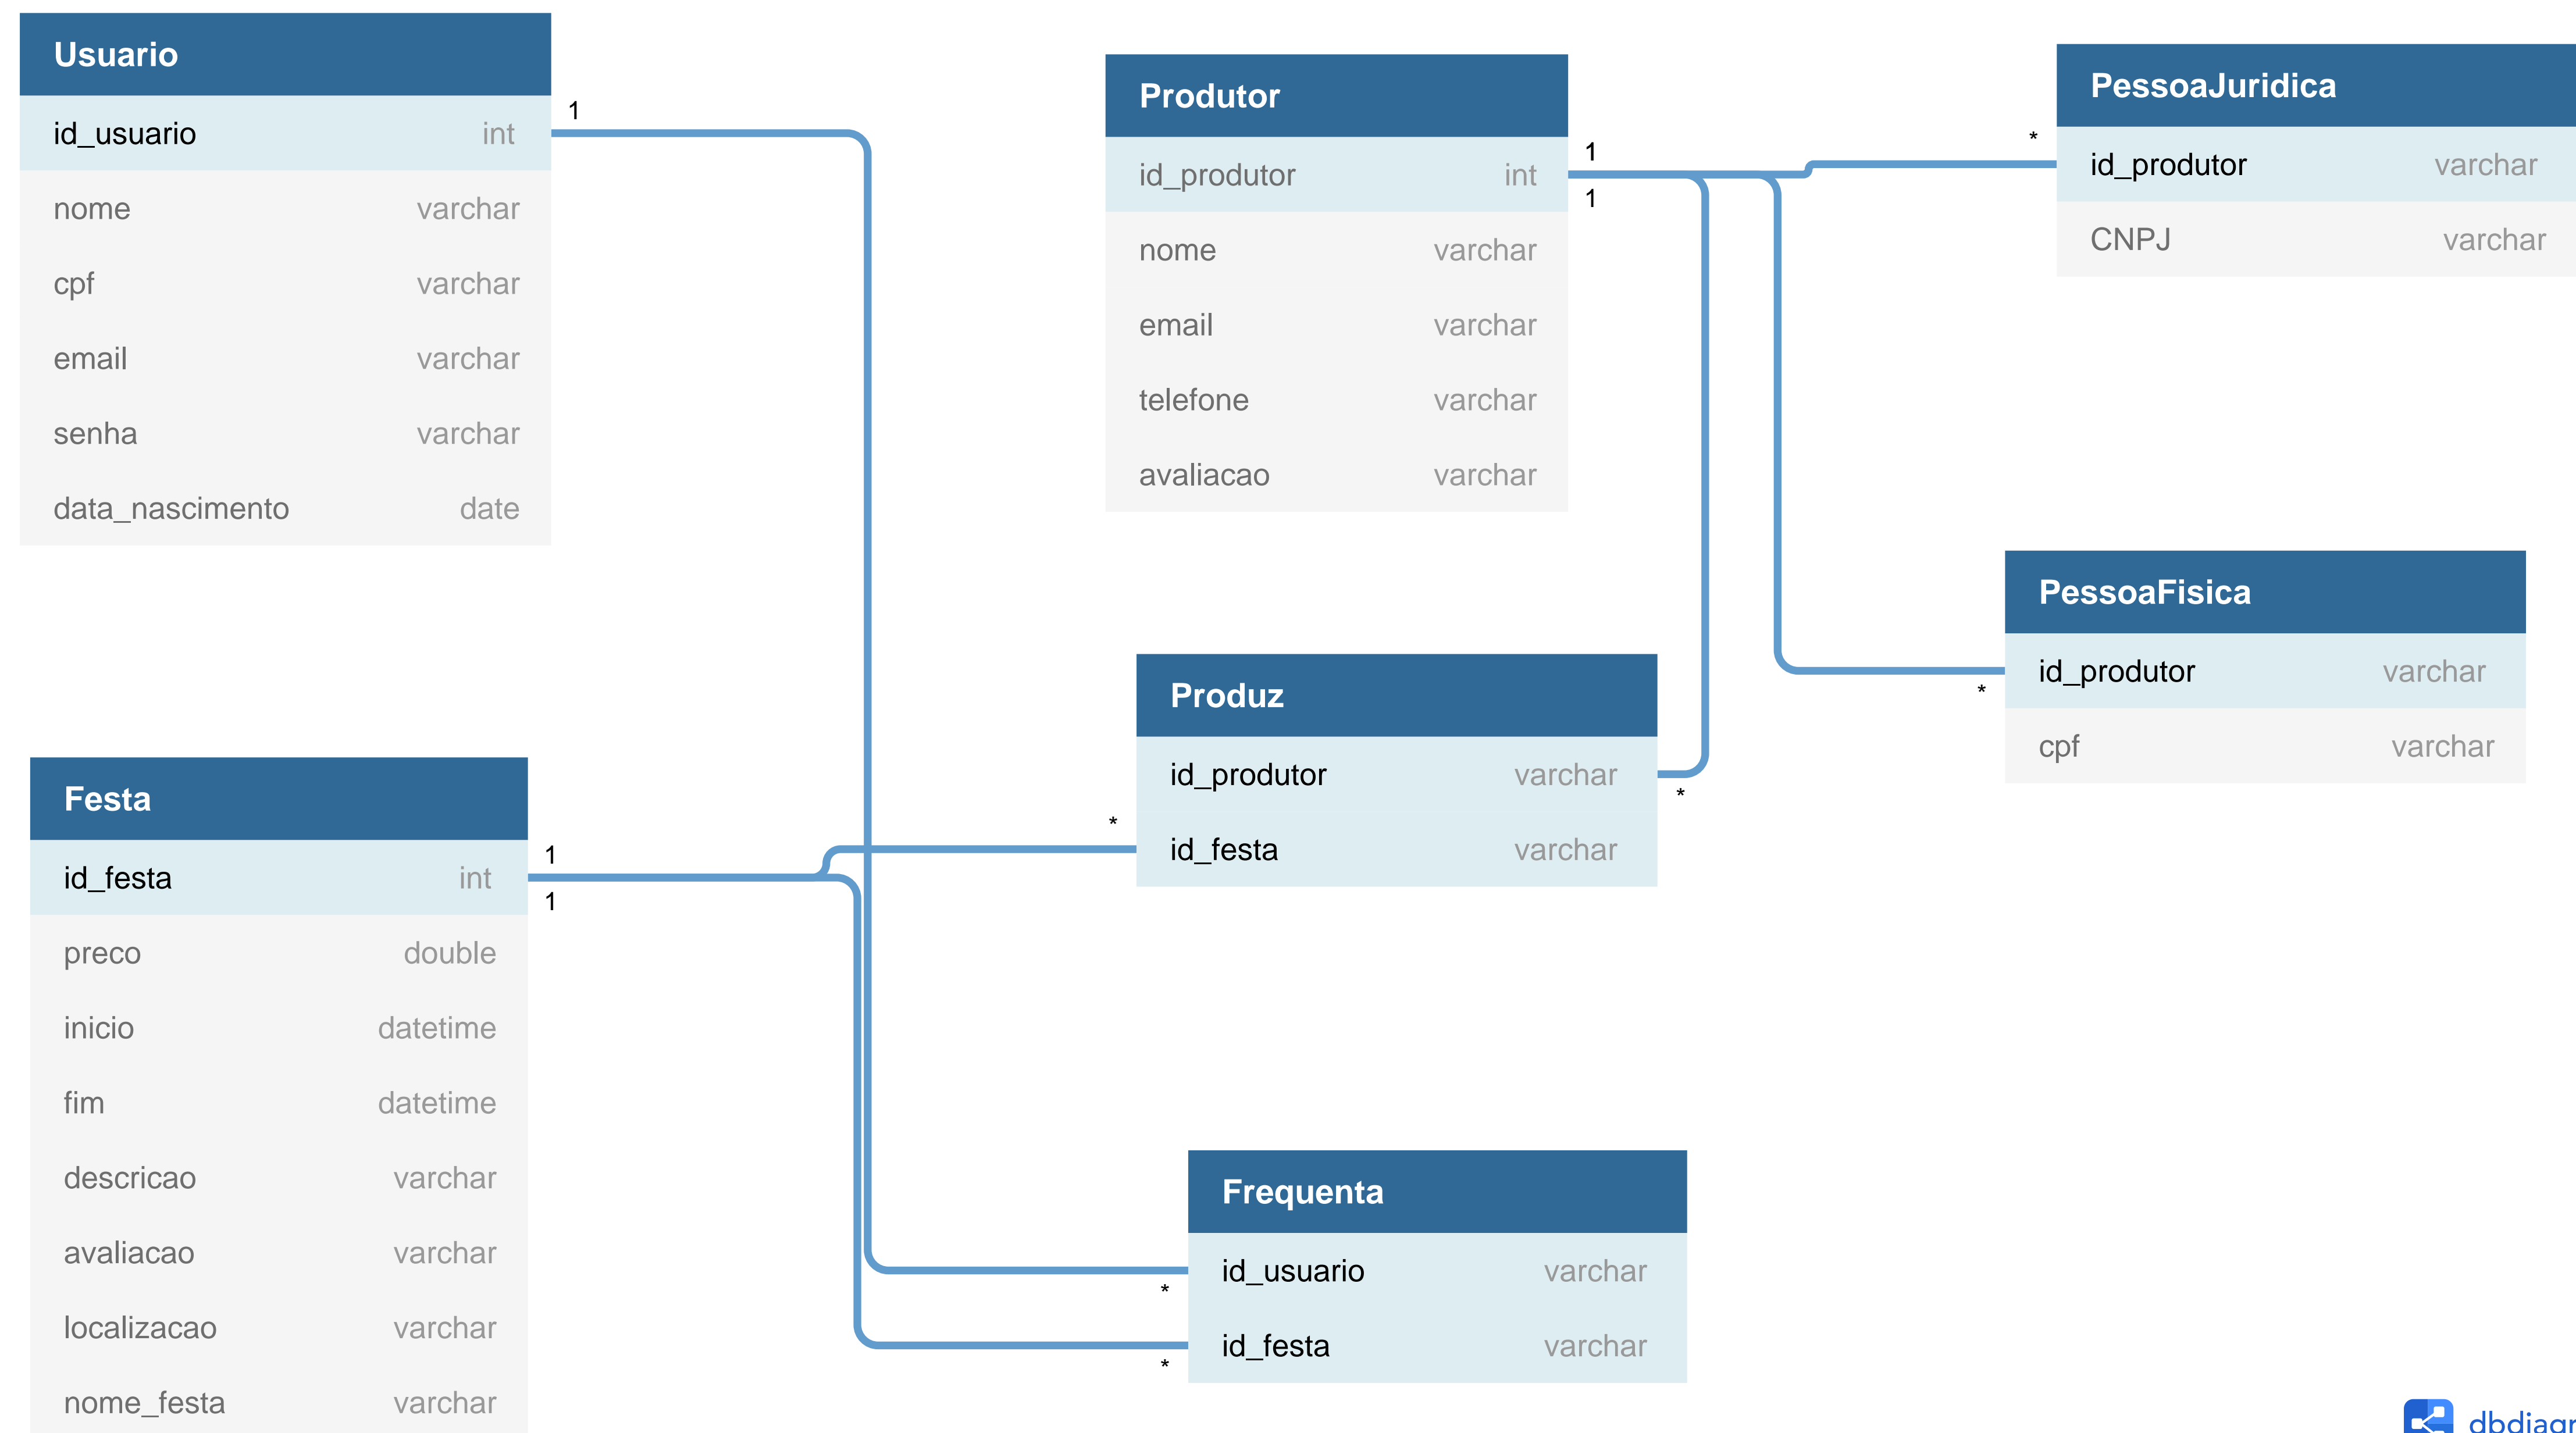 Usuario
id_usuario int
nome varchar
cpf varchar
email varchar
senha varchar
data_nascimento date
1
Produtor
id_produtor int
nome varchar
email varchar
telefone varchar
avaliacao varchar
1
1
PessoaJuridica
id_produtor varchar
CNPJ varchar
*
PessoaFisica
id_produtor varchar
cpf varchar
*
Produz
id_produtor varchar
id_festa varchar
*
*
Festa
id_festa int
preco double
inicio datetime
fim datetime
descricao varchar
avaliacao varchar
localizacao varchar
nome_festa varchar
1
1
Frequenta
id_usuario varchar
id_festa varchar
*
*